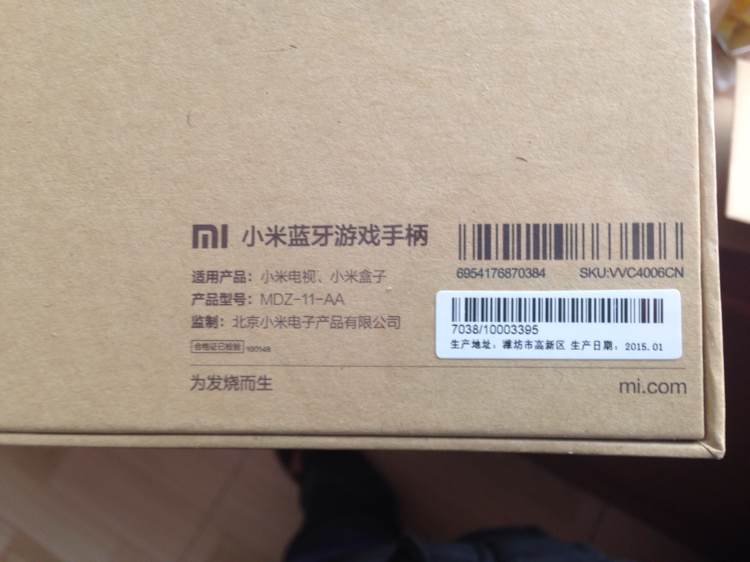 mi 小米蓝牙游戏手柄
6954176870384 SKU:VVC4006CN
适用产品：小米电视、小米盒子
产品型号：MDZ-11-AA
监制：北京小米电子产品有限公司
7038/10003395
生产地址：潍坊市高新区 生产日期：2015.01
合格证已检验
为发烧而生 mi.com